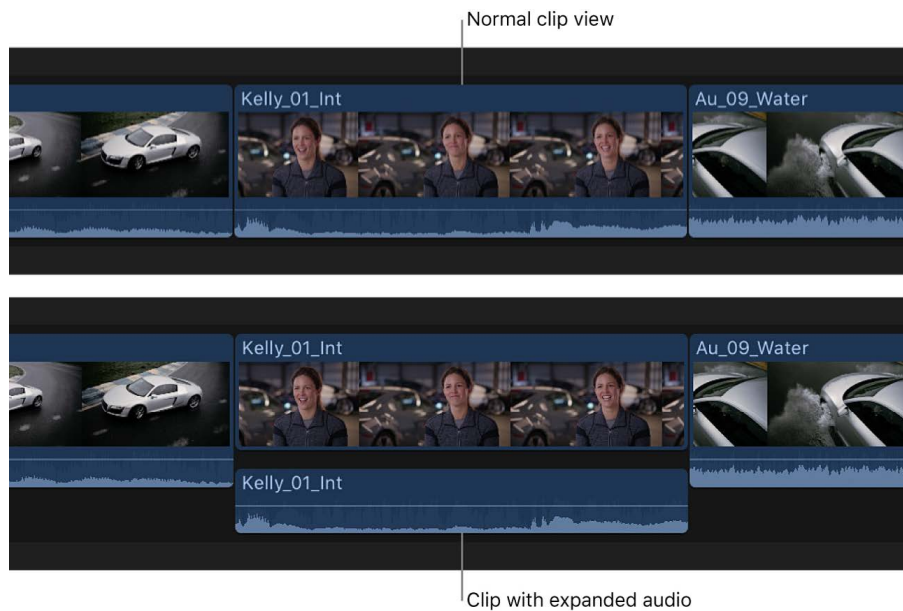 Normal clip view
Kelly_01_Int
Au_09_Water
Kelly_01_Int
Au_09_Water
Kelly_01_Int
Clip with expanded audio